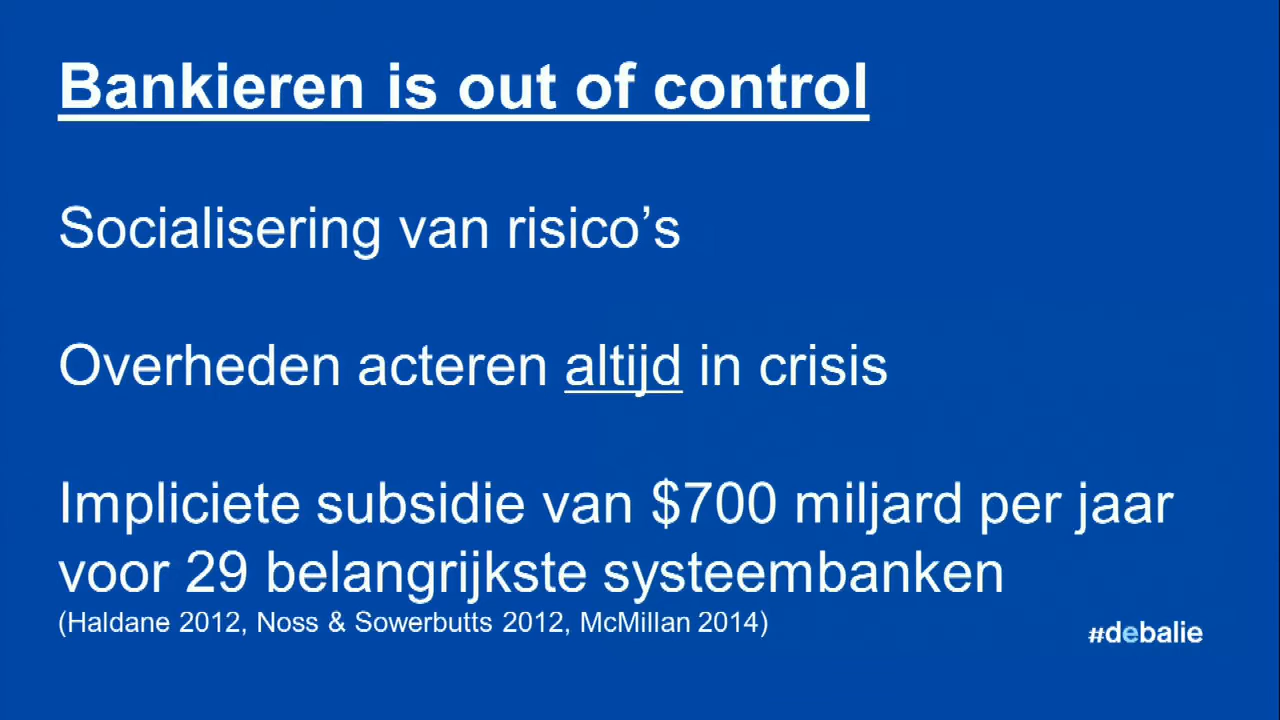 Bankieren is out of control
Socialisering van risico’s
Overheden acteren altijd in crisis
Impliciete subsidie van $700 miljard per jaar
voor 29 belangrijkste systeembanken
(Haldane 2012, Noss & Sowerbutts 2012, McMillan 2014)
#debalie